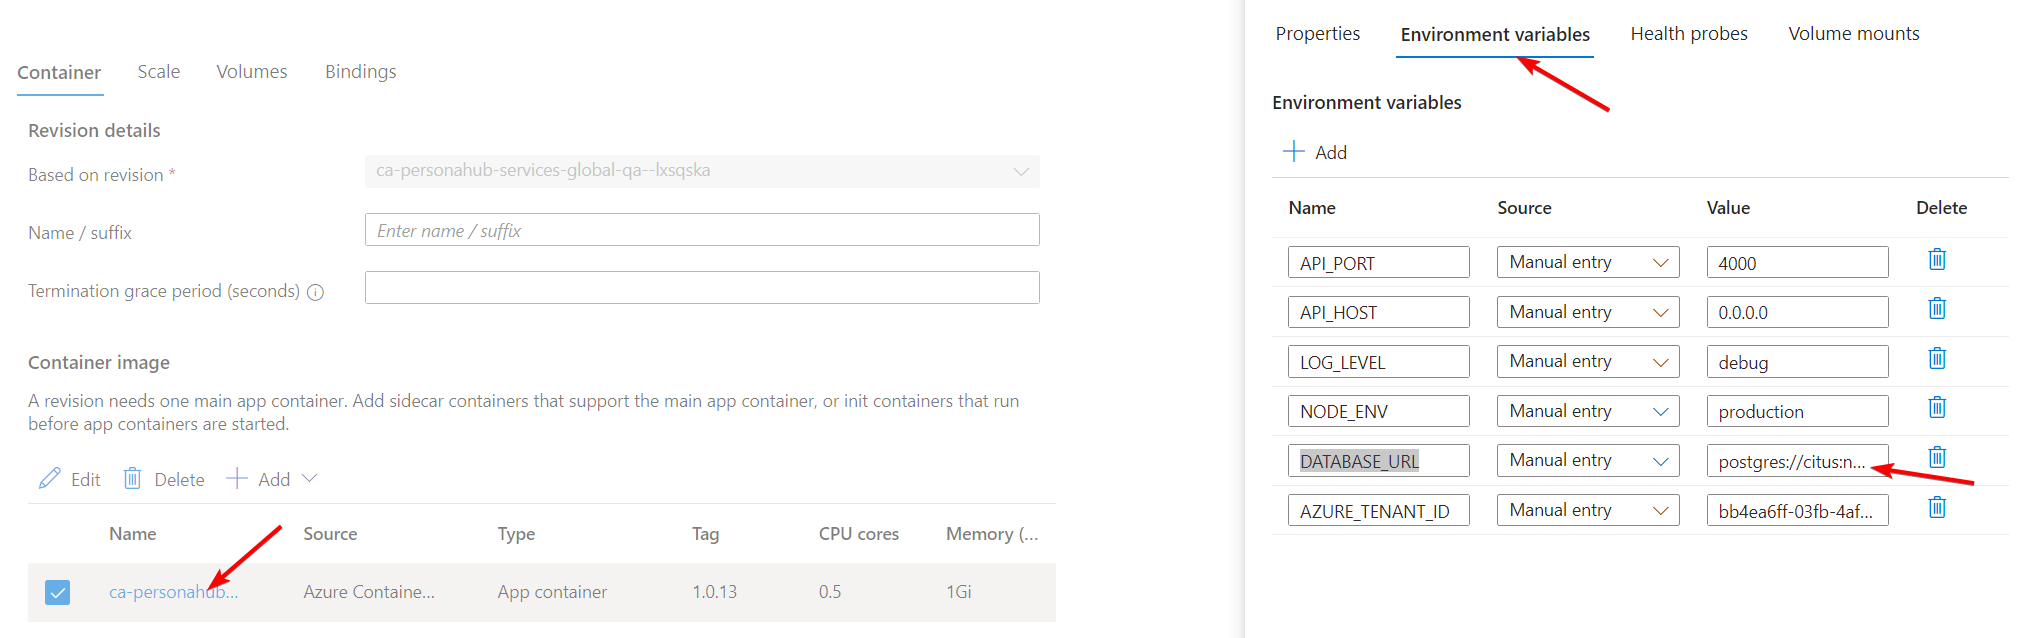 Container Scale Volumes Bindings
Revision details
Based on revision * ca-personahub-services-global-qa--lxsqska
Name / suffix Enter name / suffix
Termination grace period (seconds)
Container image
A revision needs one main app container. Add sidecar containers that support the main app container, or init containers that run
before app containers are started.
Edit Delete Add
Name Source Type Tag CPU cores Memory (...
ca-personahub... Azure Containe... App container 1.0.13 0.5 1Gi
Properties Environment variables Health probes Volume mounts
Environment variables
Add
Name Source Value Delete
API_PORT Manual entry 4000
API_HOST Manual entry 0.0.0.0
LOG_LEVEL Manual entry debug
NODE_ENV Manual entry production
DATABASE_URL Manual entry postgres://citus:n...
AZURE_TENANT_ID Manual entry bb4ea6ff-03fb-4af...